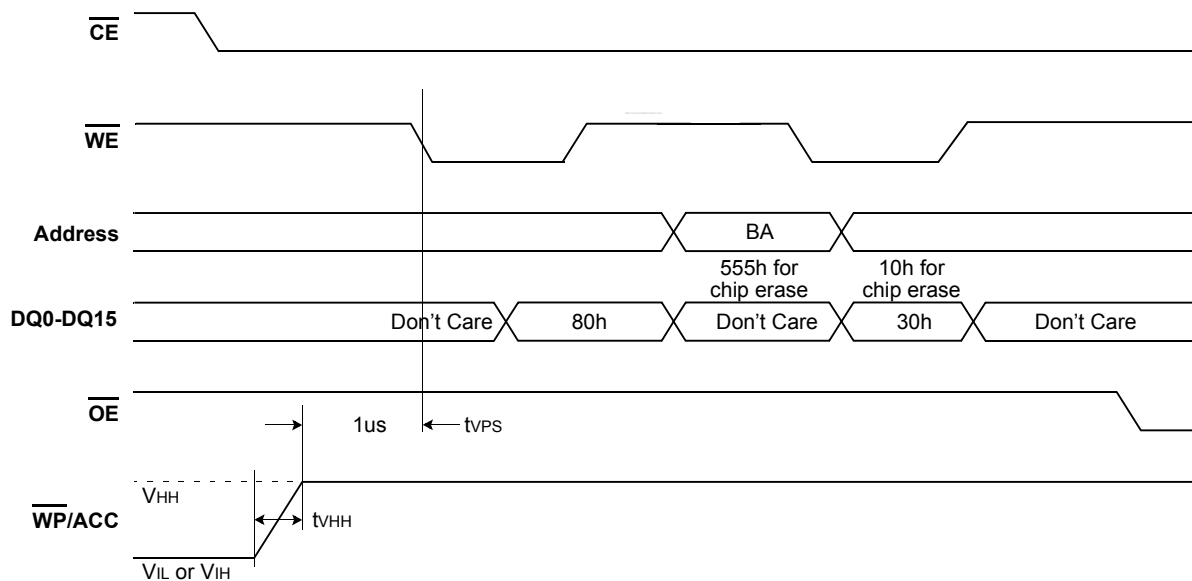 CE
WE
Address
BA
555h for
chip erase
10h for
chip erase
DQ0-DQ15
Don't Care
80h
Don't Care
30h
Don't Care
OE
1us
tVPS
VHH
WP/ACC
tVHH
VIL or VIH